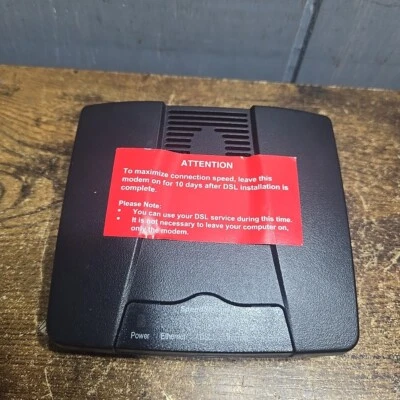 ATTENTION
To maximize connection speed, leave this
modem on for 10 days after DSL installation is
complete.
Please Note:
• You can use your DSL service during this time.
• It is not necessary to leave your computer on,
only the modem.
Power Ethernet DSL